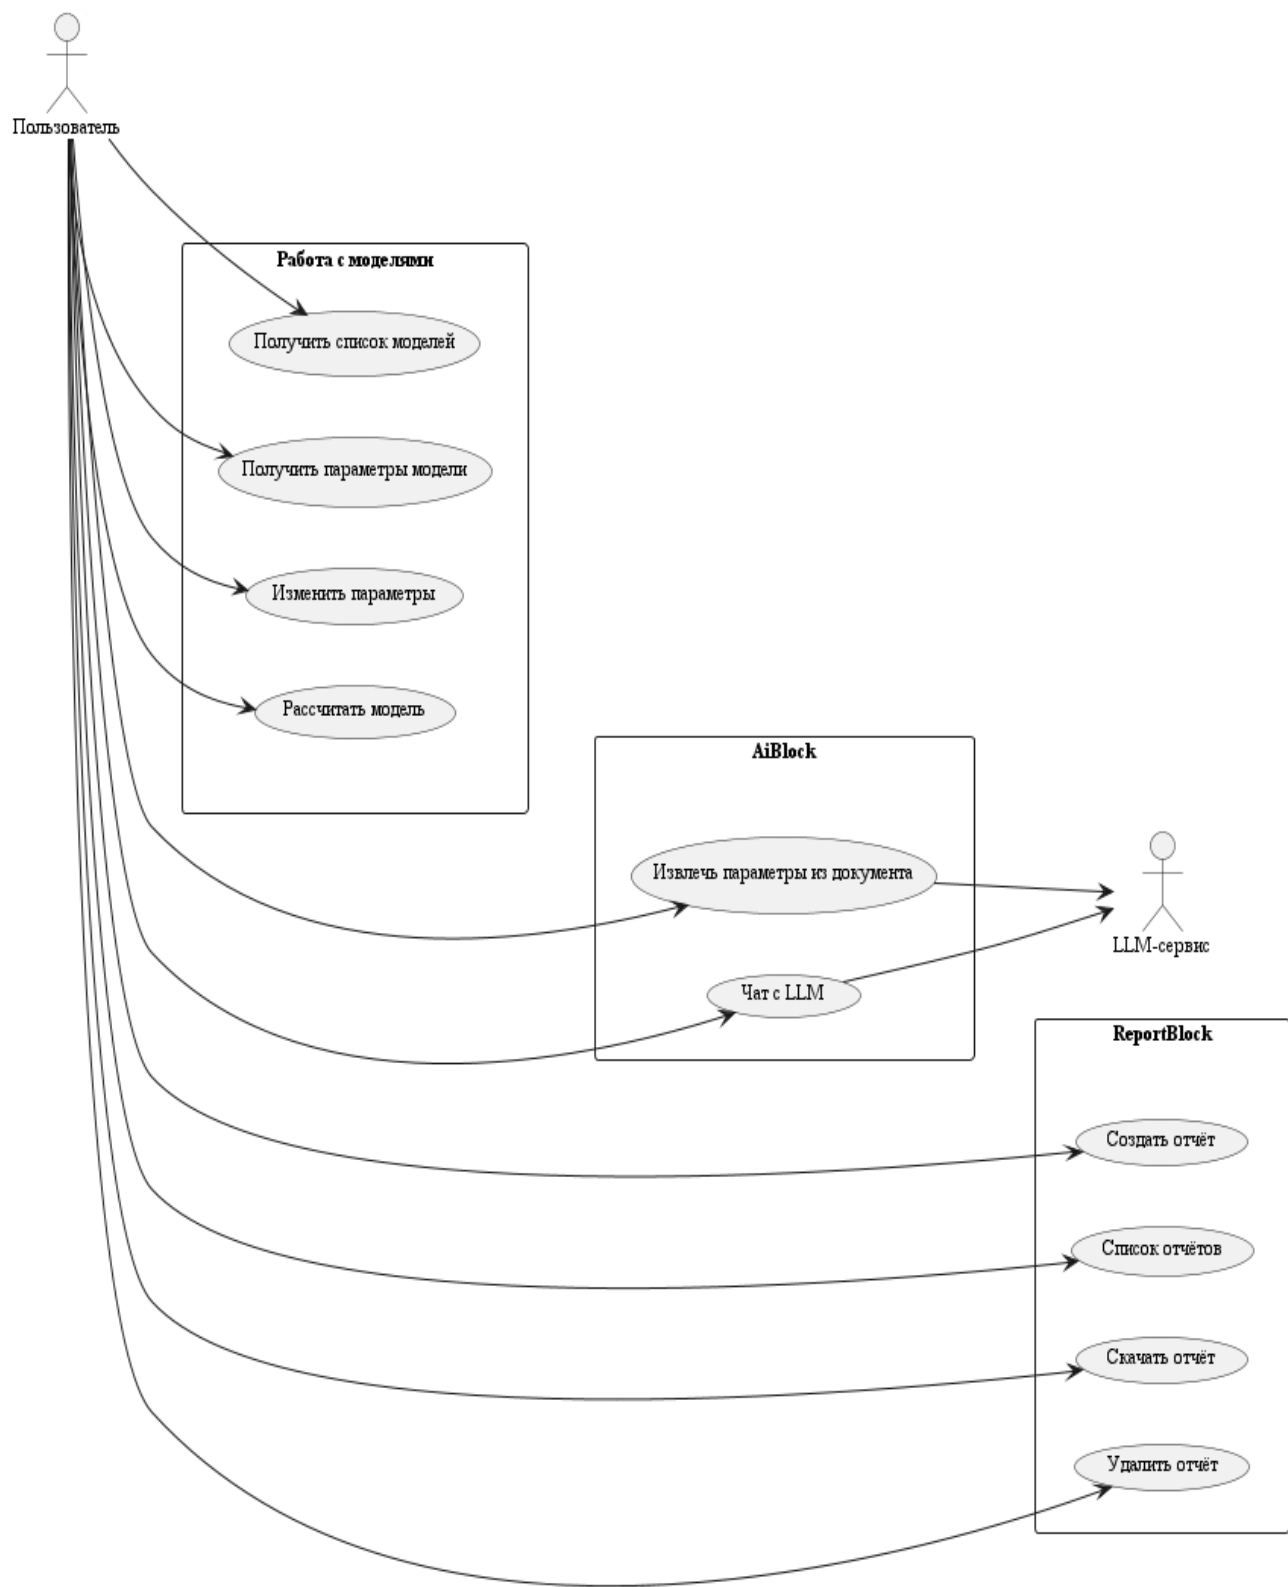 Пользователь
Работа с моделями
Получить список моделей
Получить параметры модели
Изменить параметры
Рассчитать модель
AiBlock
Извлечь параметры из документа
LLM-сервис
Чат с LLM
ReportBlock
Создать отчёт
Список отчётов
Скачать отчёт
Удалить отчёт